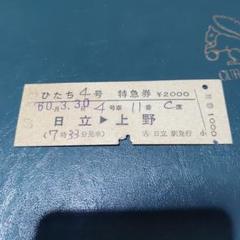 ひたち 4号 特急券 ¥2000
60.3.30 4号車 11番 C席
日立 ▶ 上野
(7時33分発車) 日立駅発行